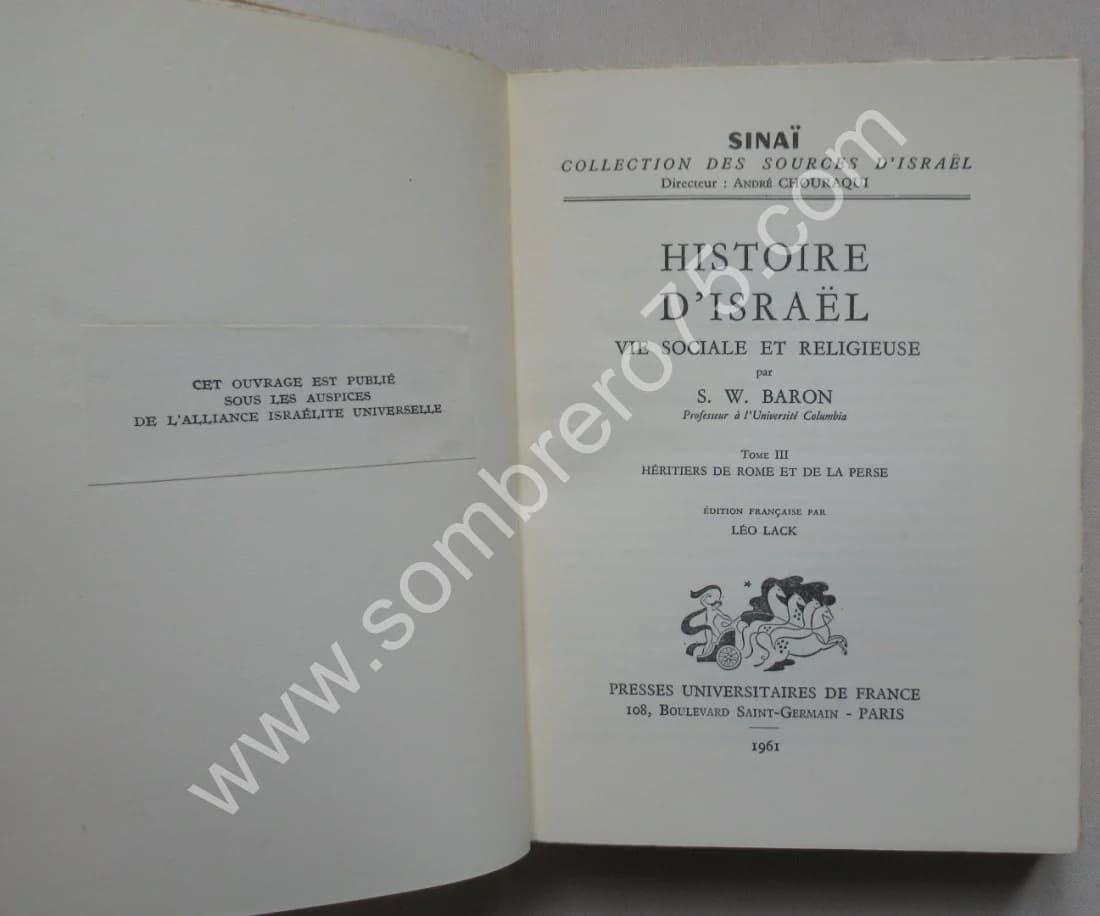 CET OUVRAGE EST PUBLIÉ
SOUS LES AUSPICES
DE L'ALLIANCE ISRAÉLITE UNIVERSELLE
SINAÏ
COLLECTION DES SOURCES D'ISRAËL
Directeur : ANDRÉ CHOURAQUI
HISTOIRE
D'ISRAËL
VIE SOCIALE ET RELIGIEUSE
par
S. W. BARON
Professeur à l'Université Columbia
TOME III
HÉRITIERS DE ROME ET DE LA PERSE
ÉDITION FRANÇAISE PAR
LÉO LACK
PRESSES UNIVERSITAIRES DE FRANCE
108, BOULEVARD SAINT-GERMAIN - PARIS
1961
www.sombrero75.com